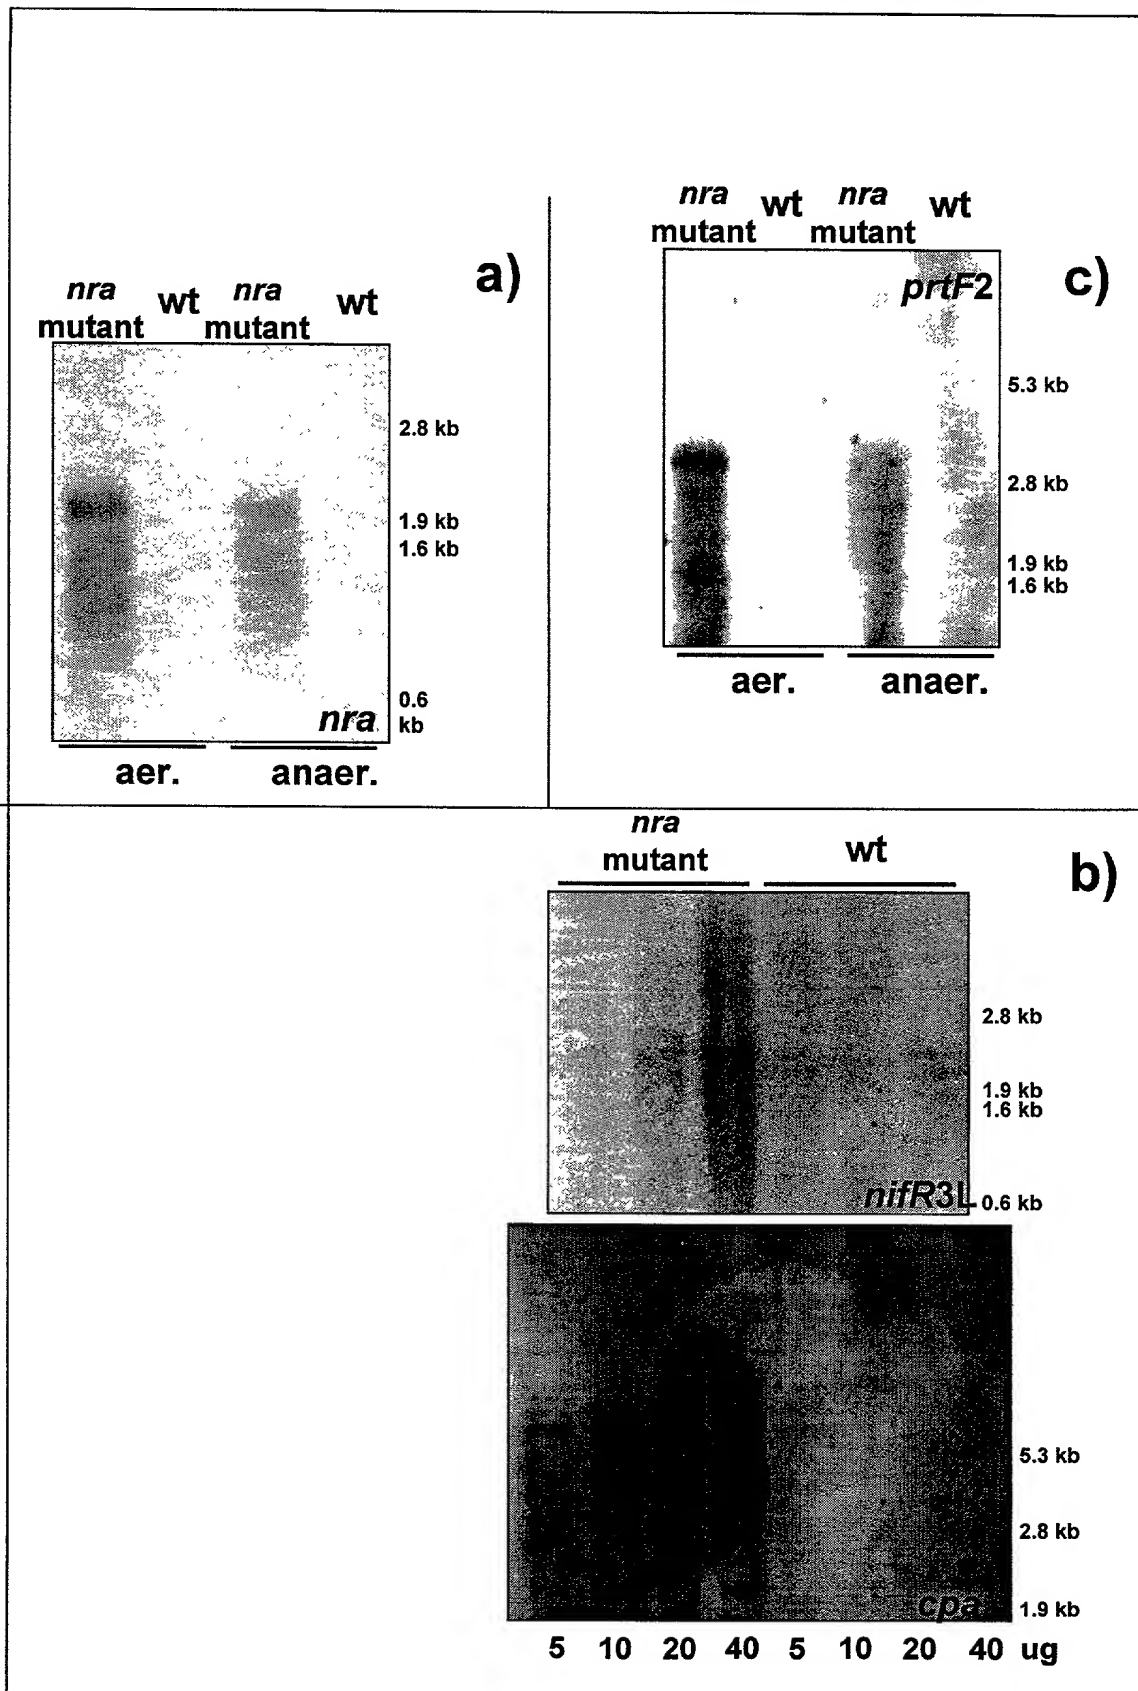 a)
nra wt nra wt
mutant mutant
2.8 kb
1.9 kb
1.6 kb
0.6
kb
nra
aer. anaer.
c)
nra wt nra wt
mutant mutant
prtF2
5.3 kb
2.8 kb
1.9 kb
1.6 kb
aer. anaer.
b)
nra
mutant wt
2.8 kb
1.9 kb
1.6 kb
nifR3L 0.6 kb
5.3 kb
2.8 kb
cpa 1.9 kb
5 10 20 40 5 10 20 40 ug